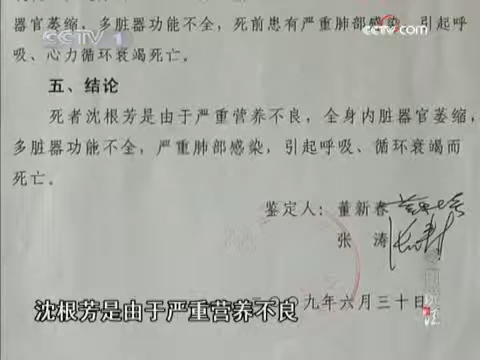 器官萎缩，多脏器功能不全，死前患有严重肺部感染，引起呼
吸、心力循环衰竭死亡。
五、结论
死者沈根芳是由于严重营养不良，全身内脏器官萎缩，
多脏器功能不全，严重肺部感染，引起呼吸、循环衰竭而
死亡。
鉴定人：董新春
张 涛
九年六月三十日
沈根芳是由于严重营养不良
CCTV 1
cctv.com